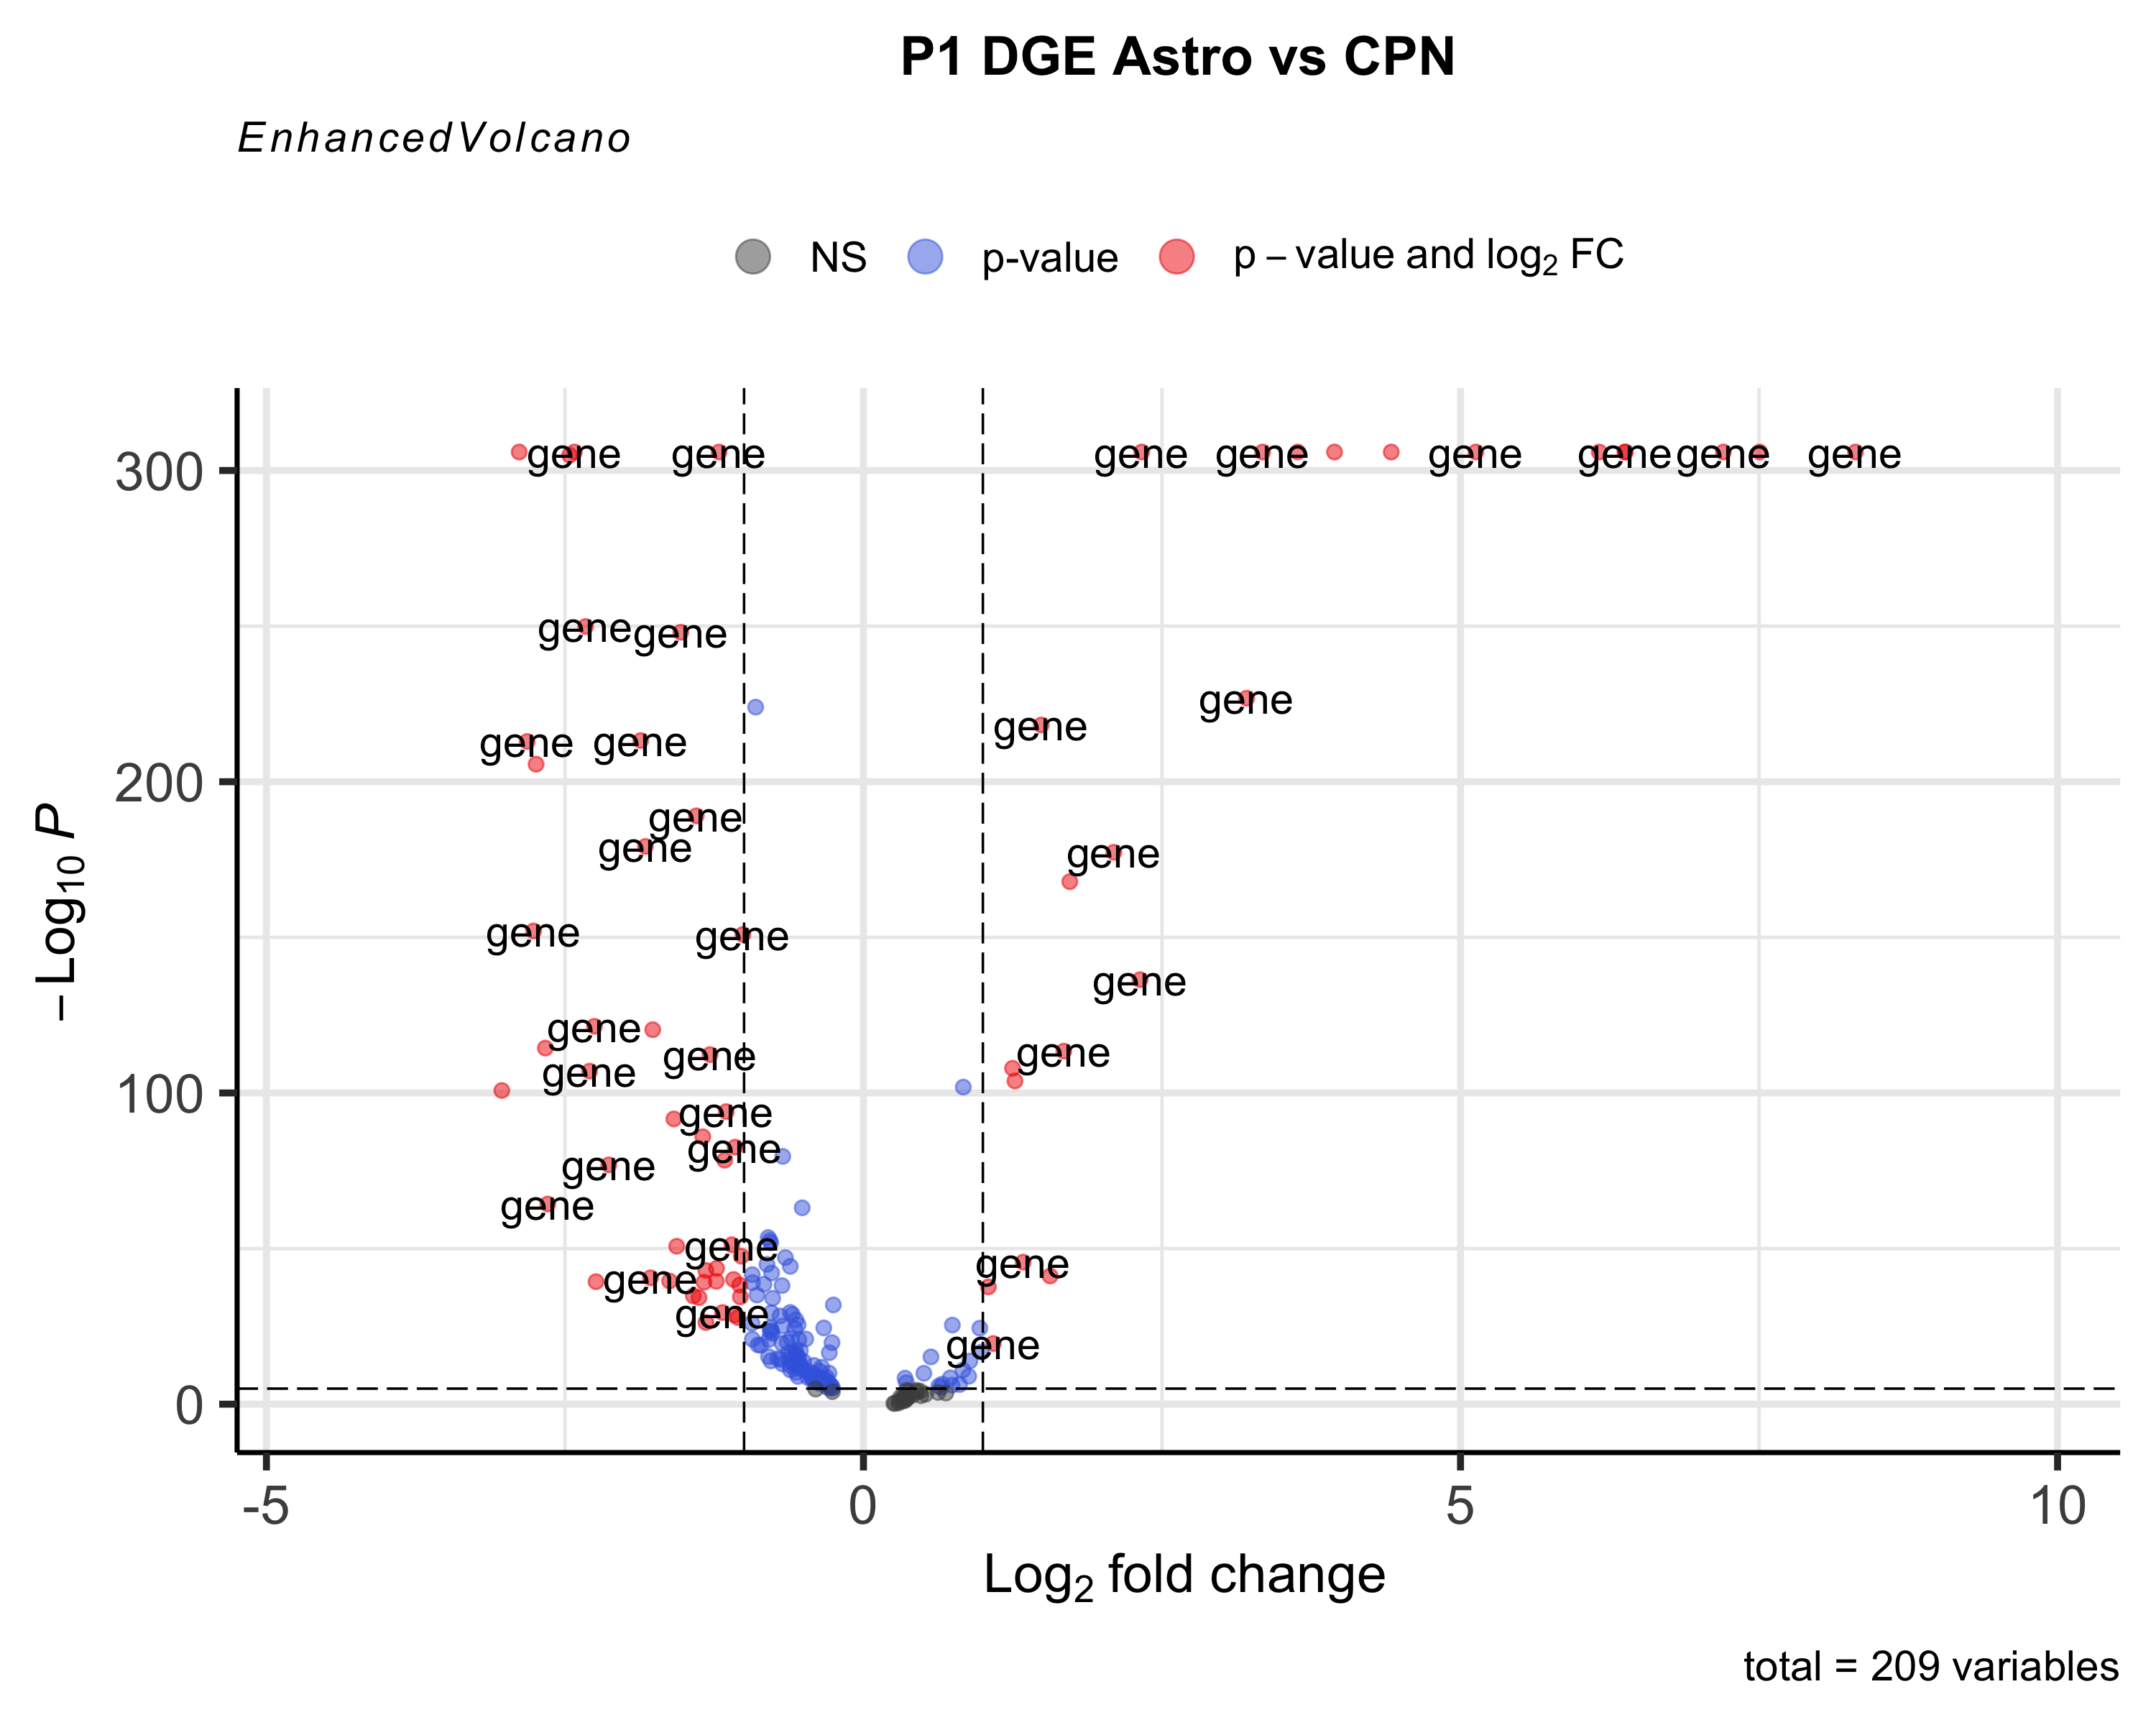 P1 DGE Astro vs CPN
EnhancedVolcano
NS p-value p – value and log₂ FC
300
gene gene gene gene gene gene gene gene
gene gene
gene
gene
gene gene
200
gene
gene
gene
gene gene
gene
gene
gene
gene
gene
100
gene
gene
gene
gene
gene
gene
gene
gene
gene
0
-5 0 5 10
– Log₁₀ P
Log₂ fold change
total = 209 variables